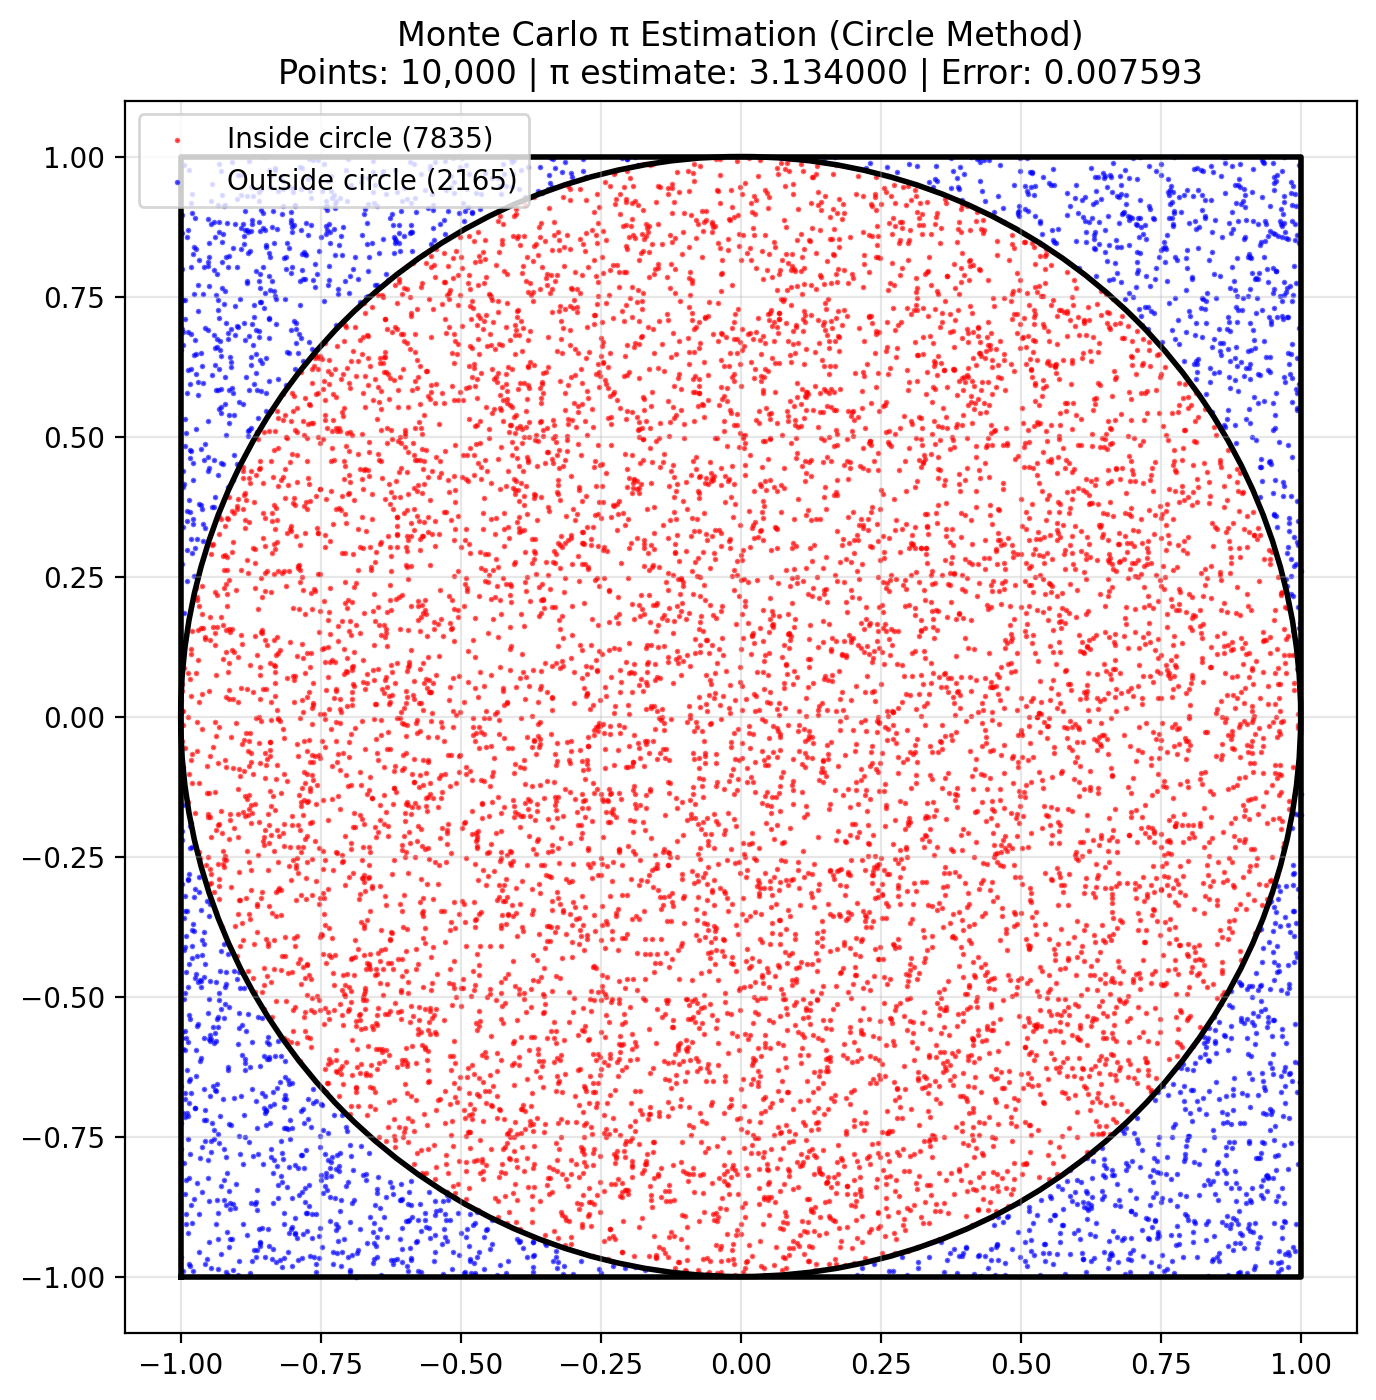 Monte Carlo π Estimation (Circle Method)
Points: 10,000 | π estimate: 3.134000 | Error: 0.007593
Inside circle (7835)
Outside circle (2165)
1.00
0.75
0.50
0.25
0.00
−0.25
−0.50
−0.75
−1.00
−1.00 −0.75 −0.50 −0.25 0.00 0.25 0.50 0.75 1.00